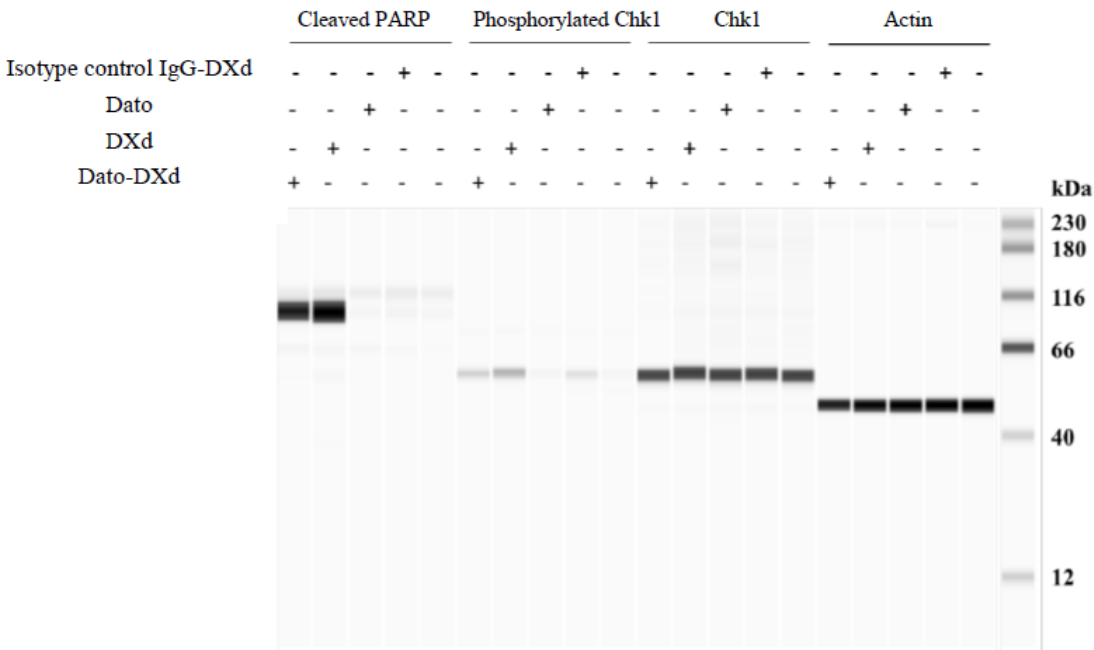 Cleaved PARP Phosphorylated Chk1 Chk1 Actin
Isotype control IgG-DXd - - - + - - - - + - - - - + - - - - + -
Dato - - + - - - - + - - - - + - - - - + - -
DXd - + - - - - + - - - - + - - - - + - - -
Dato-DXd + - - - - + - - - - + - - - - + - - - -
kDa
230
180
116
66
40
12